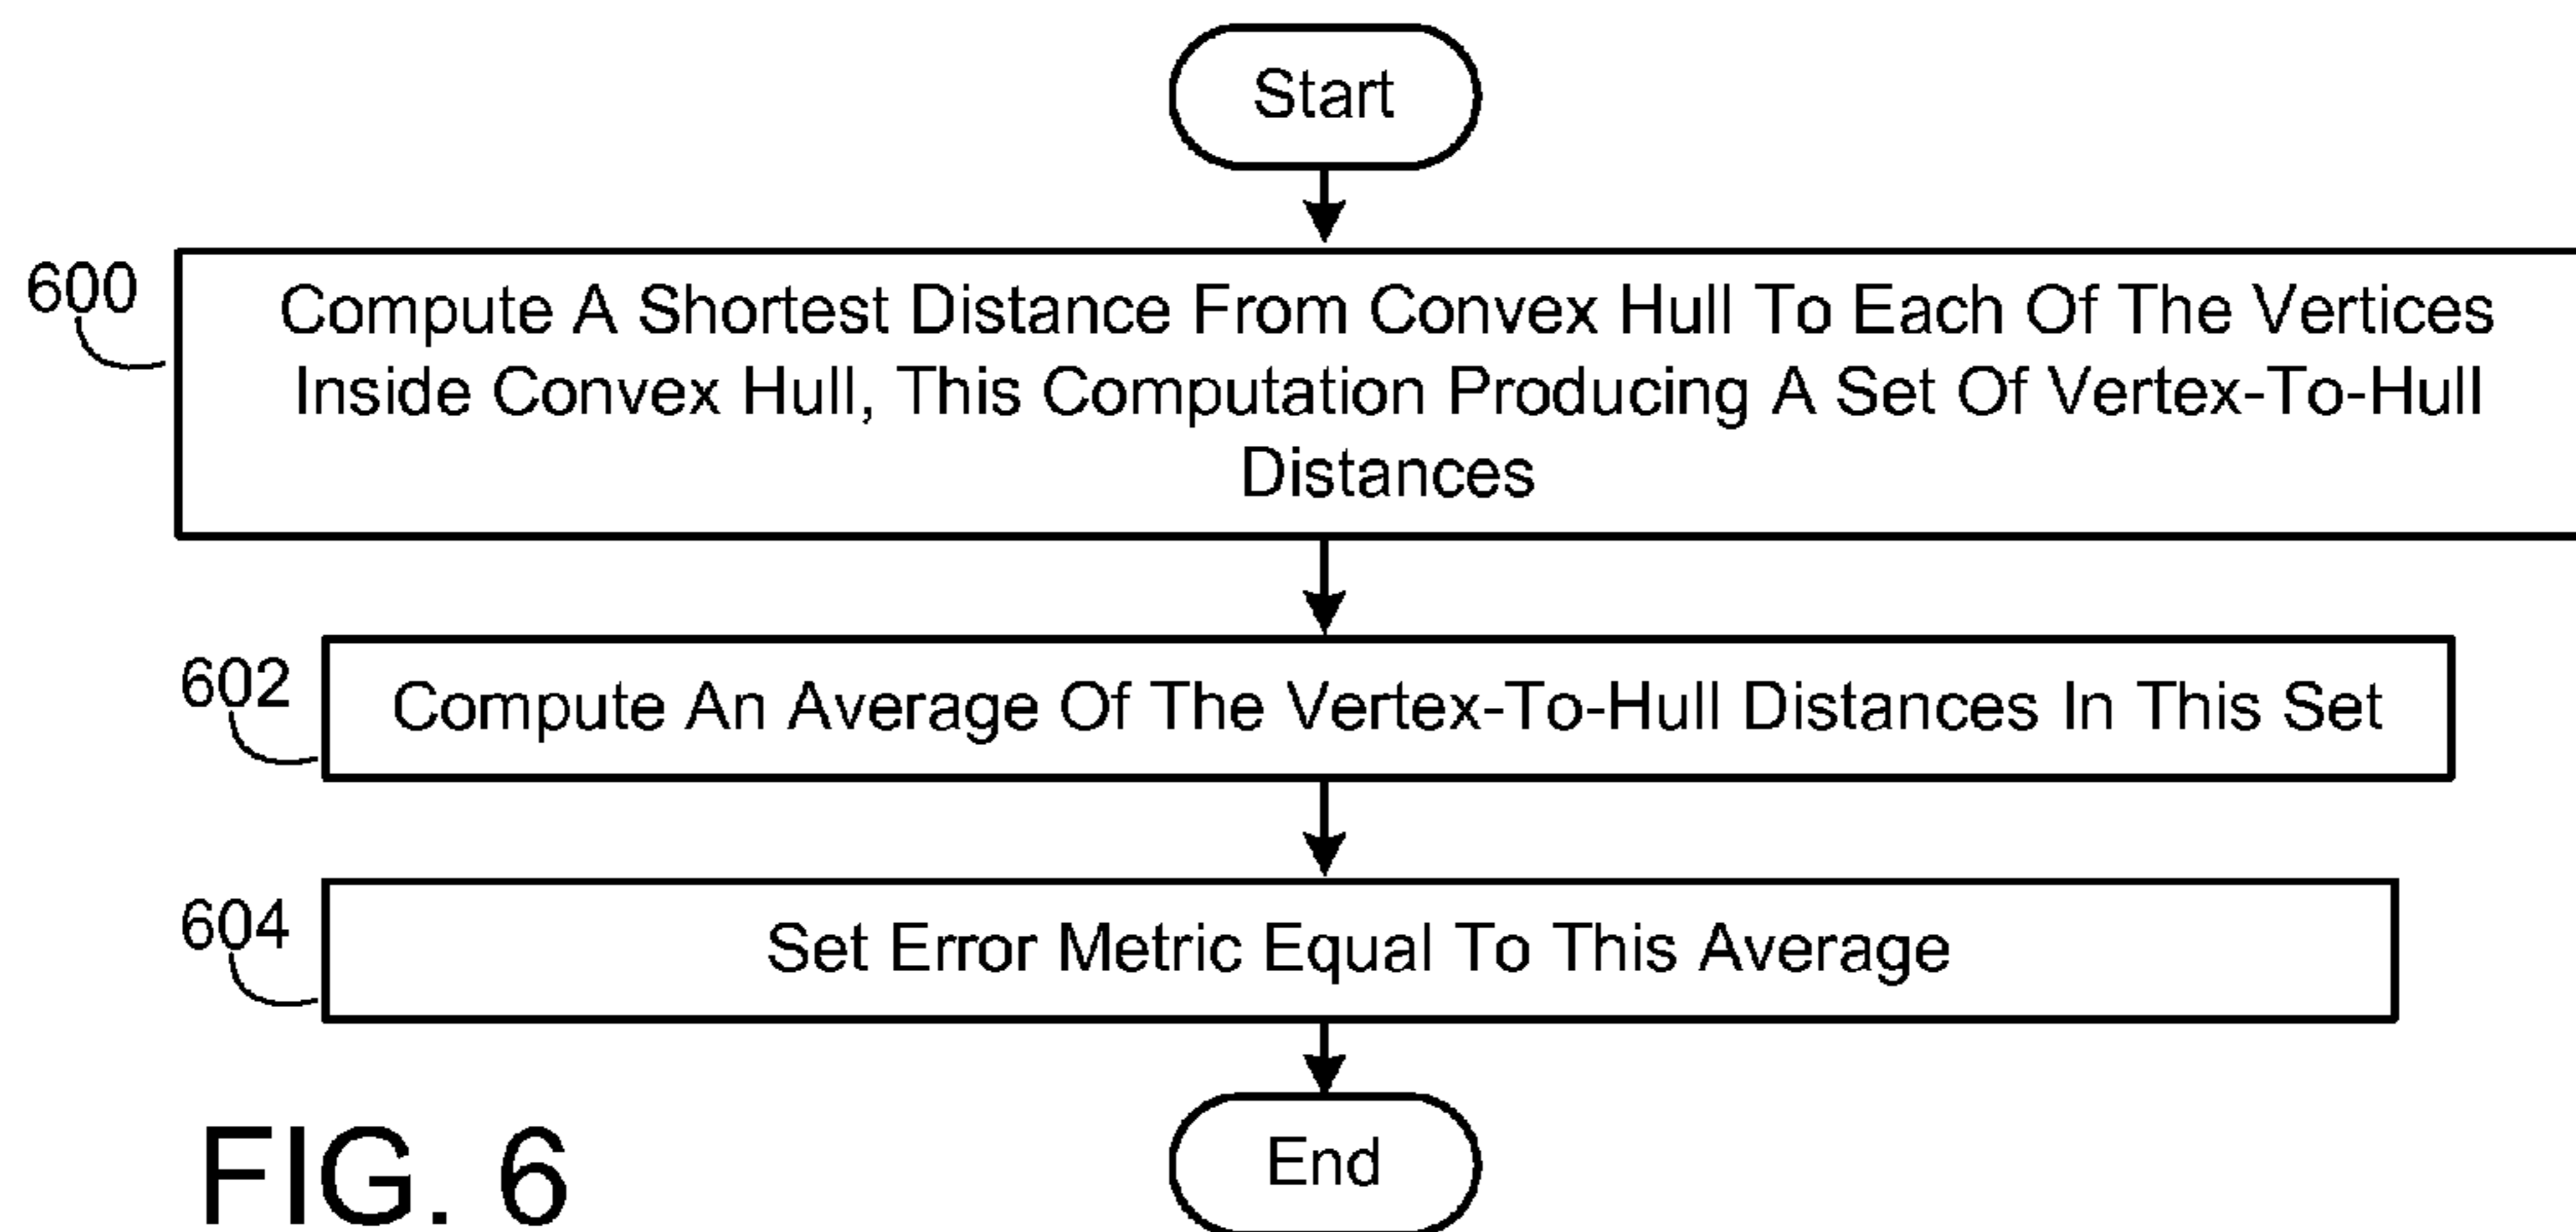 Start
600
Compute A Shortest Distance From Convex Hull To Each Of The Vertices
Inside Convex Hull, This Computation Producing A Set Of Vertex-To-Hull
Distances
602
Compute An Average Of The Vertex-To-Hull Distances In This Set
604
Set Error Metric Equal To This Average
End
FIG. 6